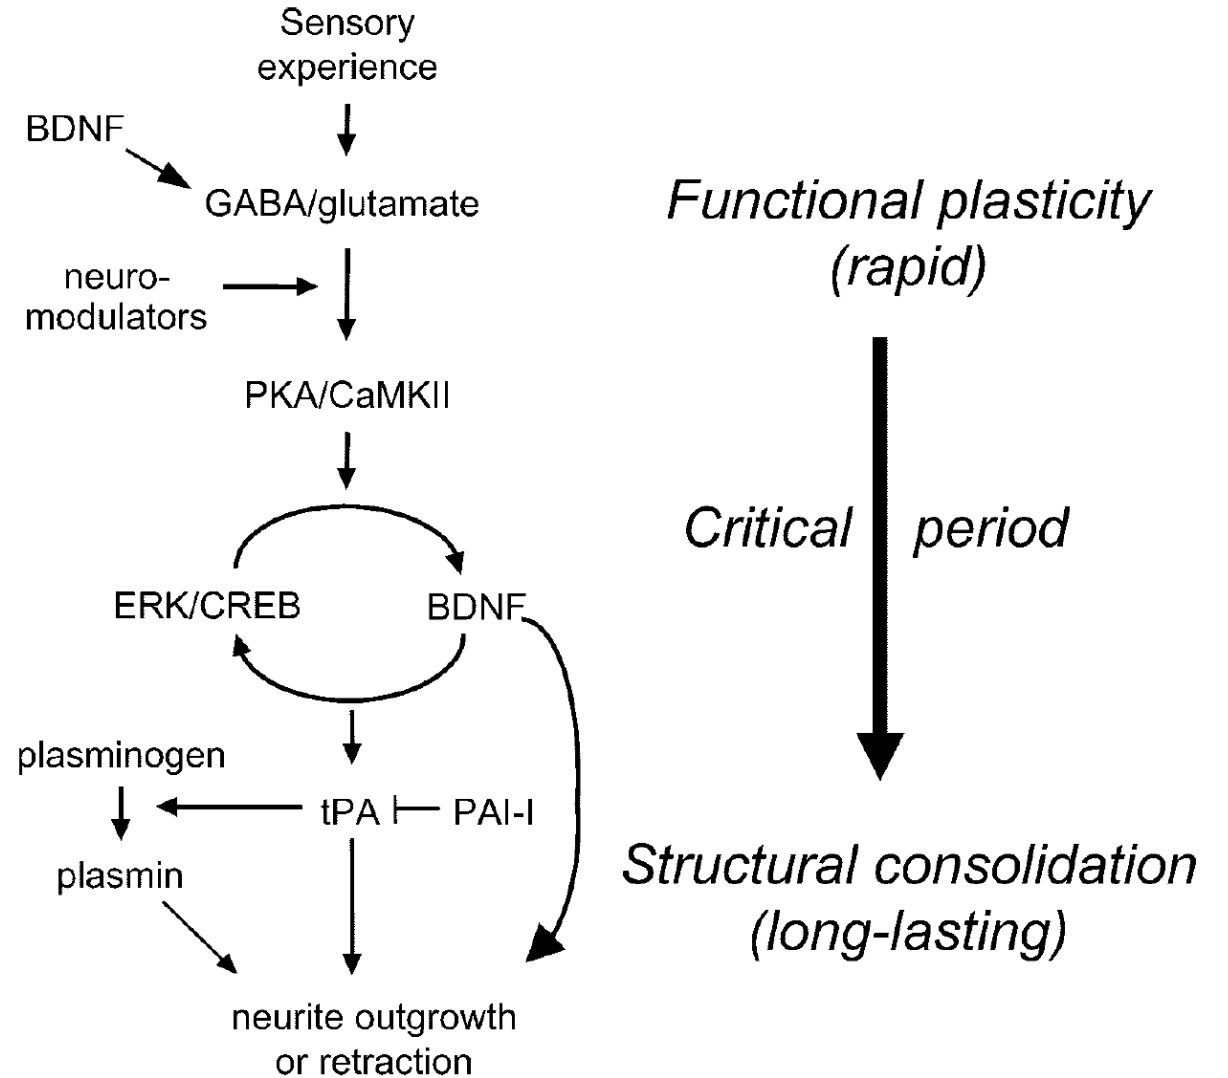 Sensory
experience
BDNF
GABA/glutamate
neuro-
modulators
PKA/CaMKII
ERK/CREB
BDNF
plasminogen
tPA
PAI-I
plasmin
neurite outgrowth
or retraction
Functional plasticity
(rapid)
Critical period
Structural consolidation
(long-lasting)